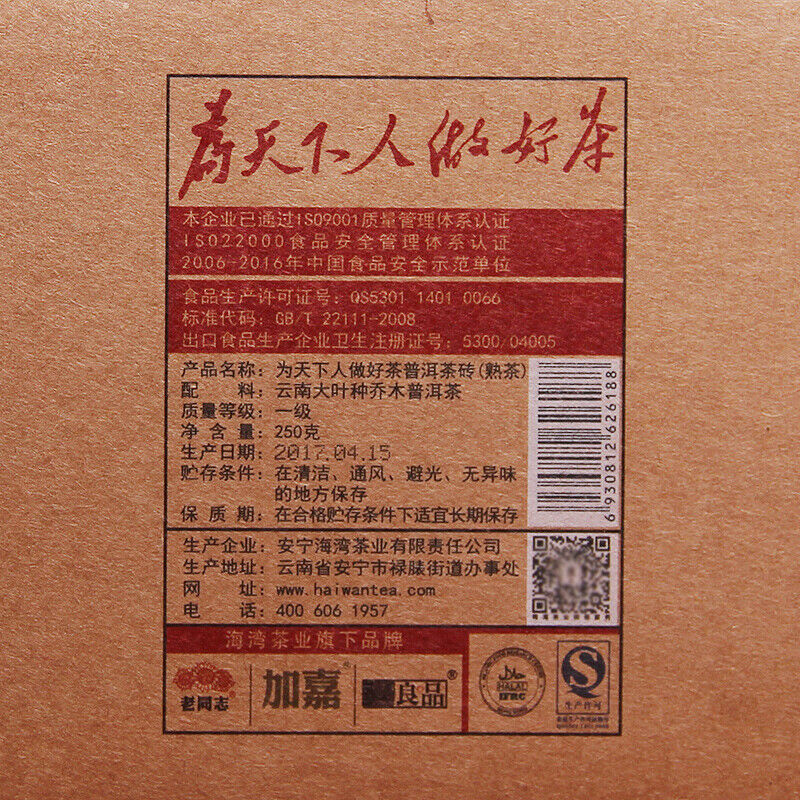 為天下人做好茶
本企业已通过ISO9001质量管理体系认证
ISO22000食品安全管理体系认证
2006-2016年中国食品安全示范单位
食品生产许可证号：QS5301 1401 0066
标准代码：GB/T 22111-2008
出口食品生产企业卫生注册证号：5300/04005
产品名称：为天下人做好茶普洱茶砖(熟茶)
配 料：云南大叶种乔木普洱茶
质量等级：一级
净 含 量：250克
生产日期：2017.04.15
贮存条件：在清洁、通风、避光、无异味
的地方保存
保 质 期：在合格贮存条件下适宜长期保存
6930812626188
生产企业：安宁海湾茶业有限责任公司
生产地址：云南省安宁市禄脿街道办事处
网 址：www.haiwantea.com
电 话：400 606 1957
海湾茶业旗下品牌
老同志®
加嘉®
良品®
HALAL
IFRC
QS
生产许可